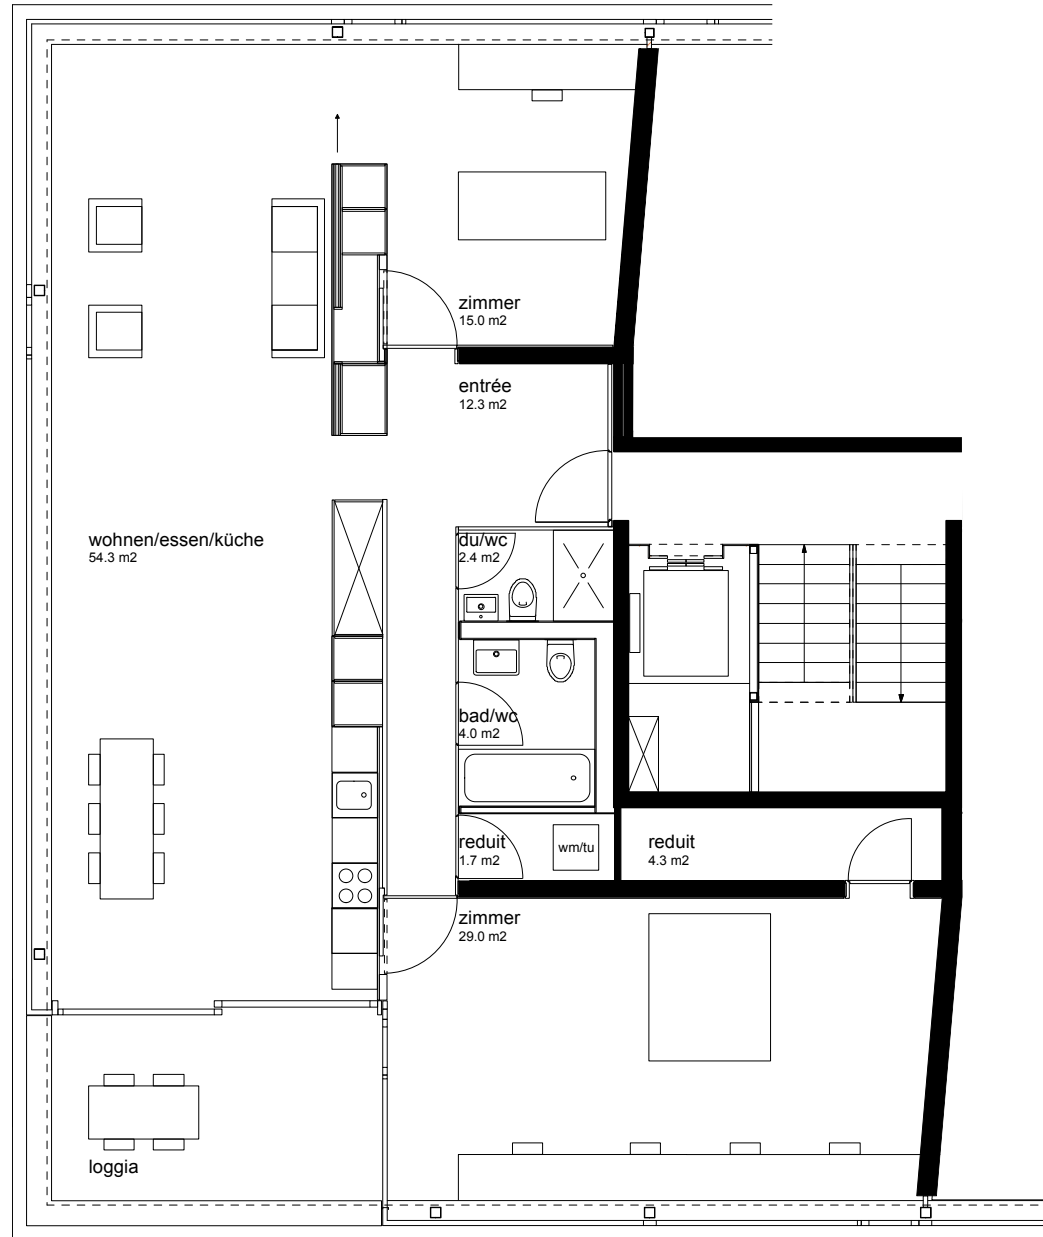 zimmer
15.0 m2
entrée
12.3 m2
wohnen/essen/küche
54.3 m2
du/wc
2.4 m2
bad/wc
4.0 m2
reduit
1.7 m2
wm/tu
reduit
4.3 m2
zimmer
29.0 m2
loggia